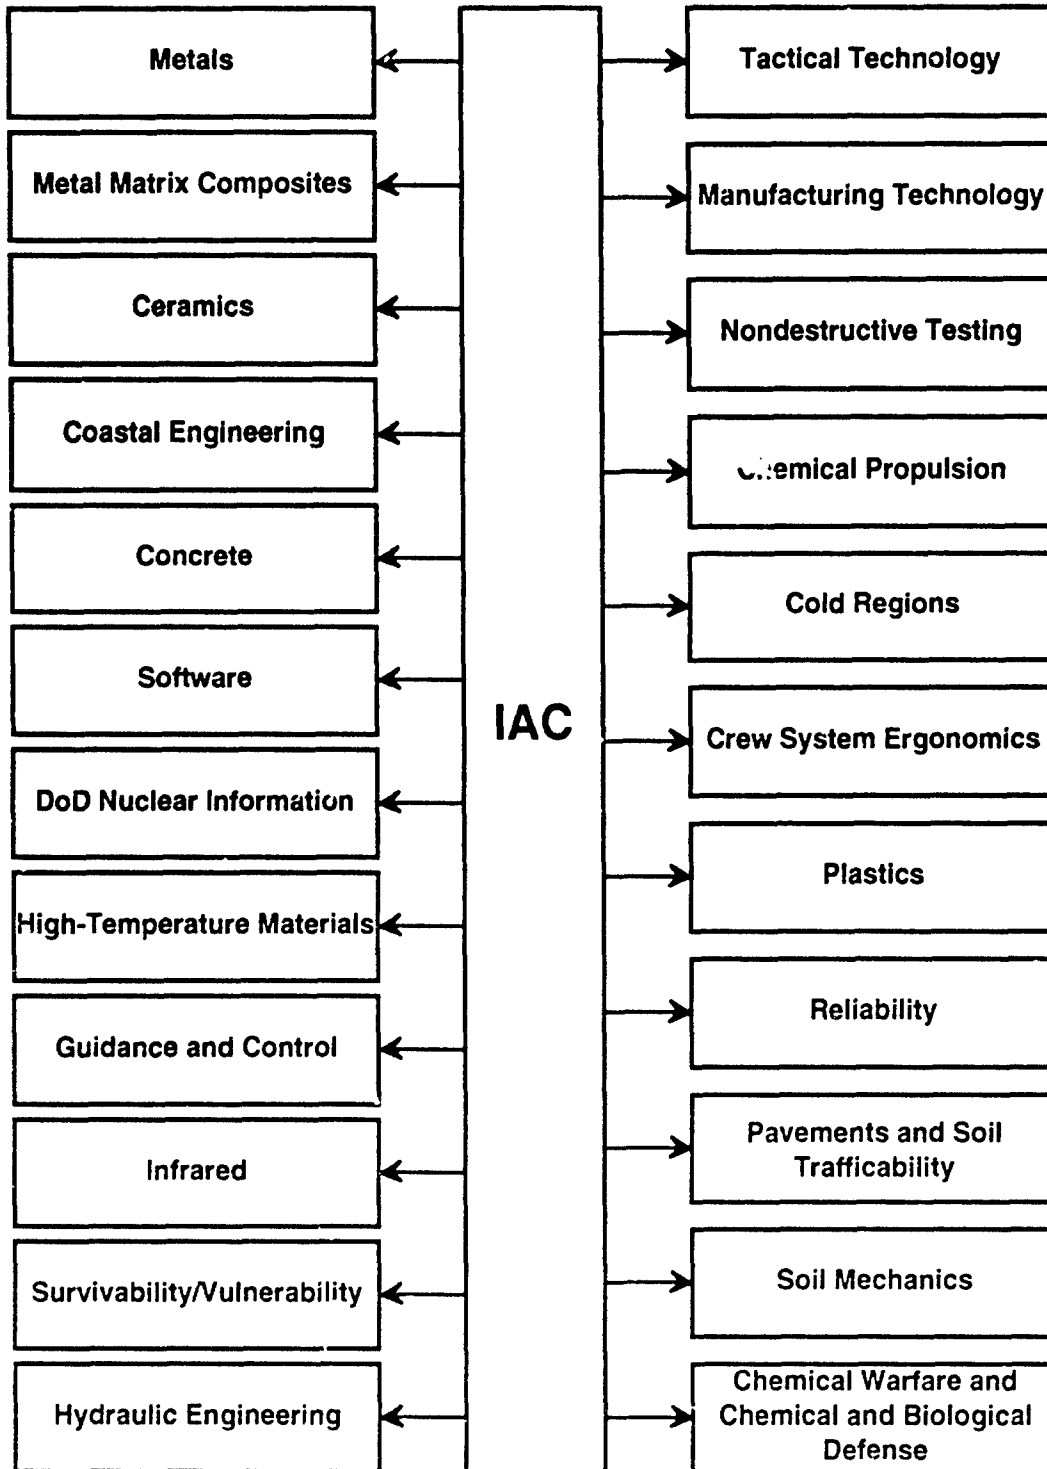 Metals
Metal Matrix Composites
Ceramics
Coastal Engineering
Concrete
Software
DoD Nuclear Information
High-Temperature Materials
Guidance and Control
Infrared
Survivability/Vulnerability
Hydraulic Engineering
IAC
Tactical Technology
Manufacturing Technology
Nondestructive Testing
Chemical Propulsion
Cold Regions
Crew System Ergonomics
Plastics
Reliability
Pavements and Soil
Trafficability
Soil Mechanics
Chemical Warfare and
Chemical and Biological
Defense